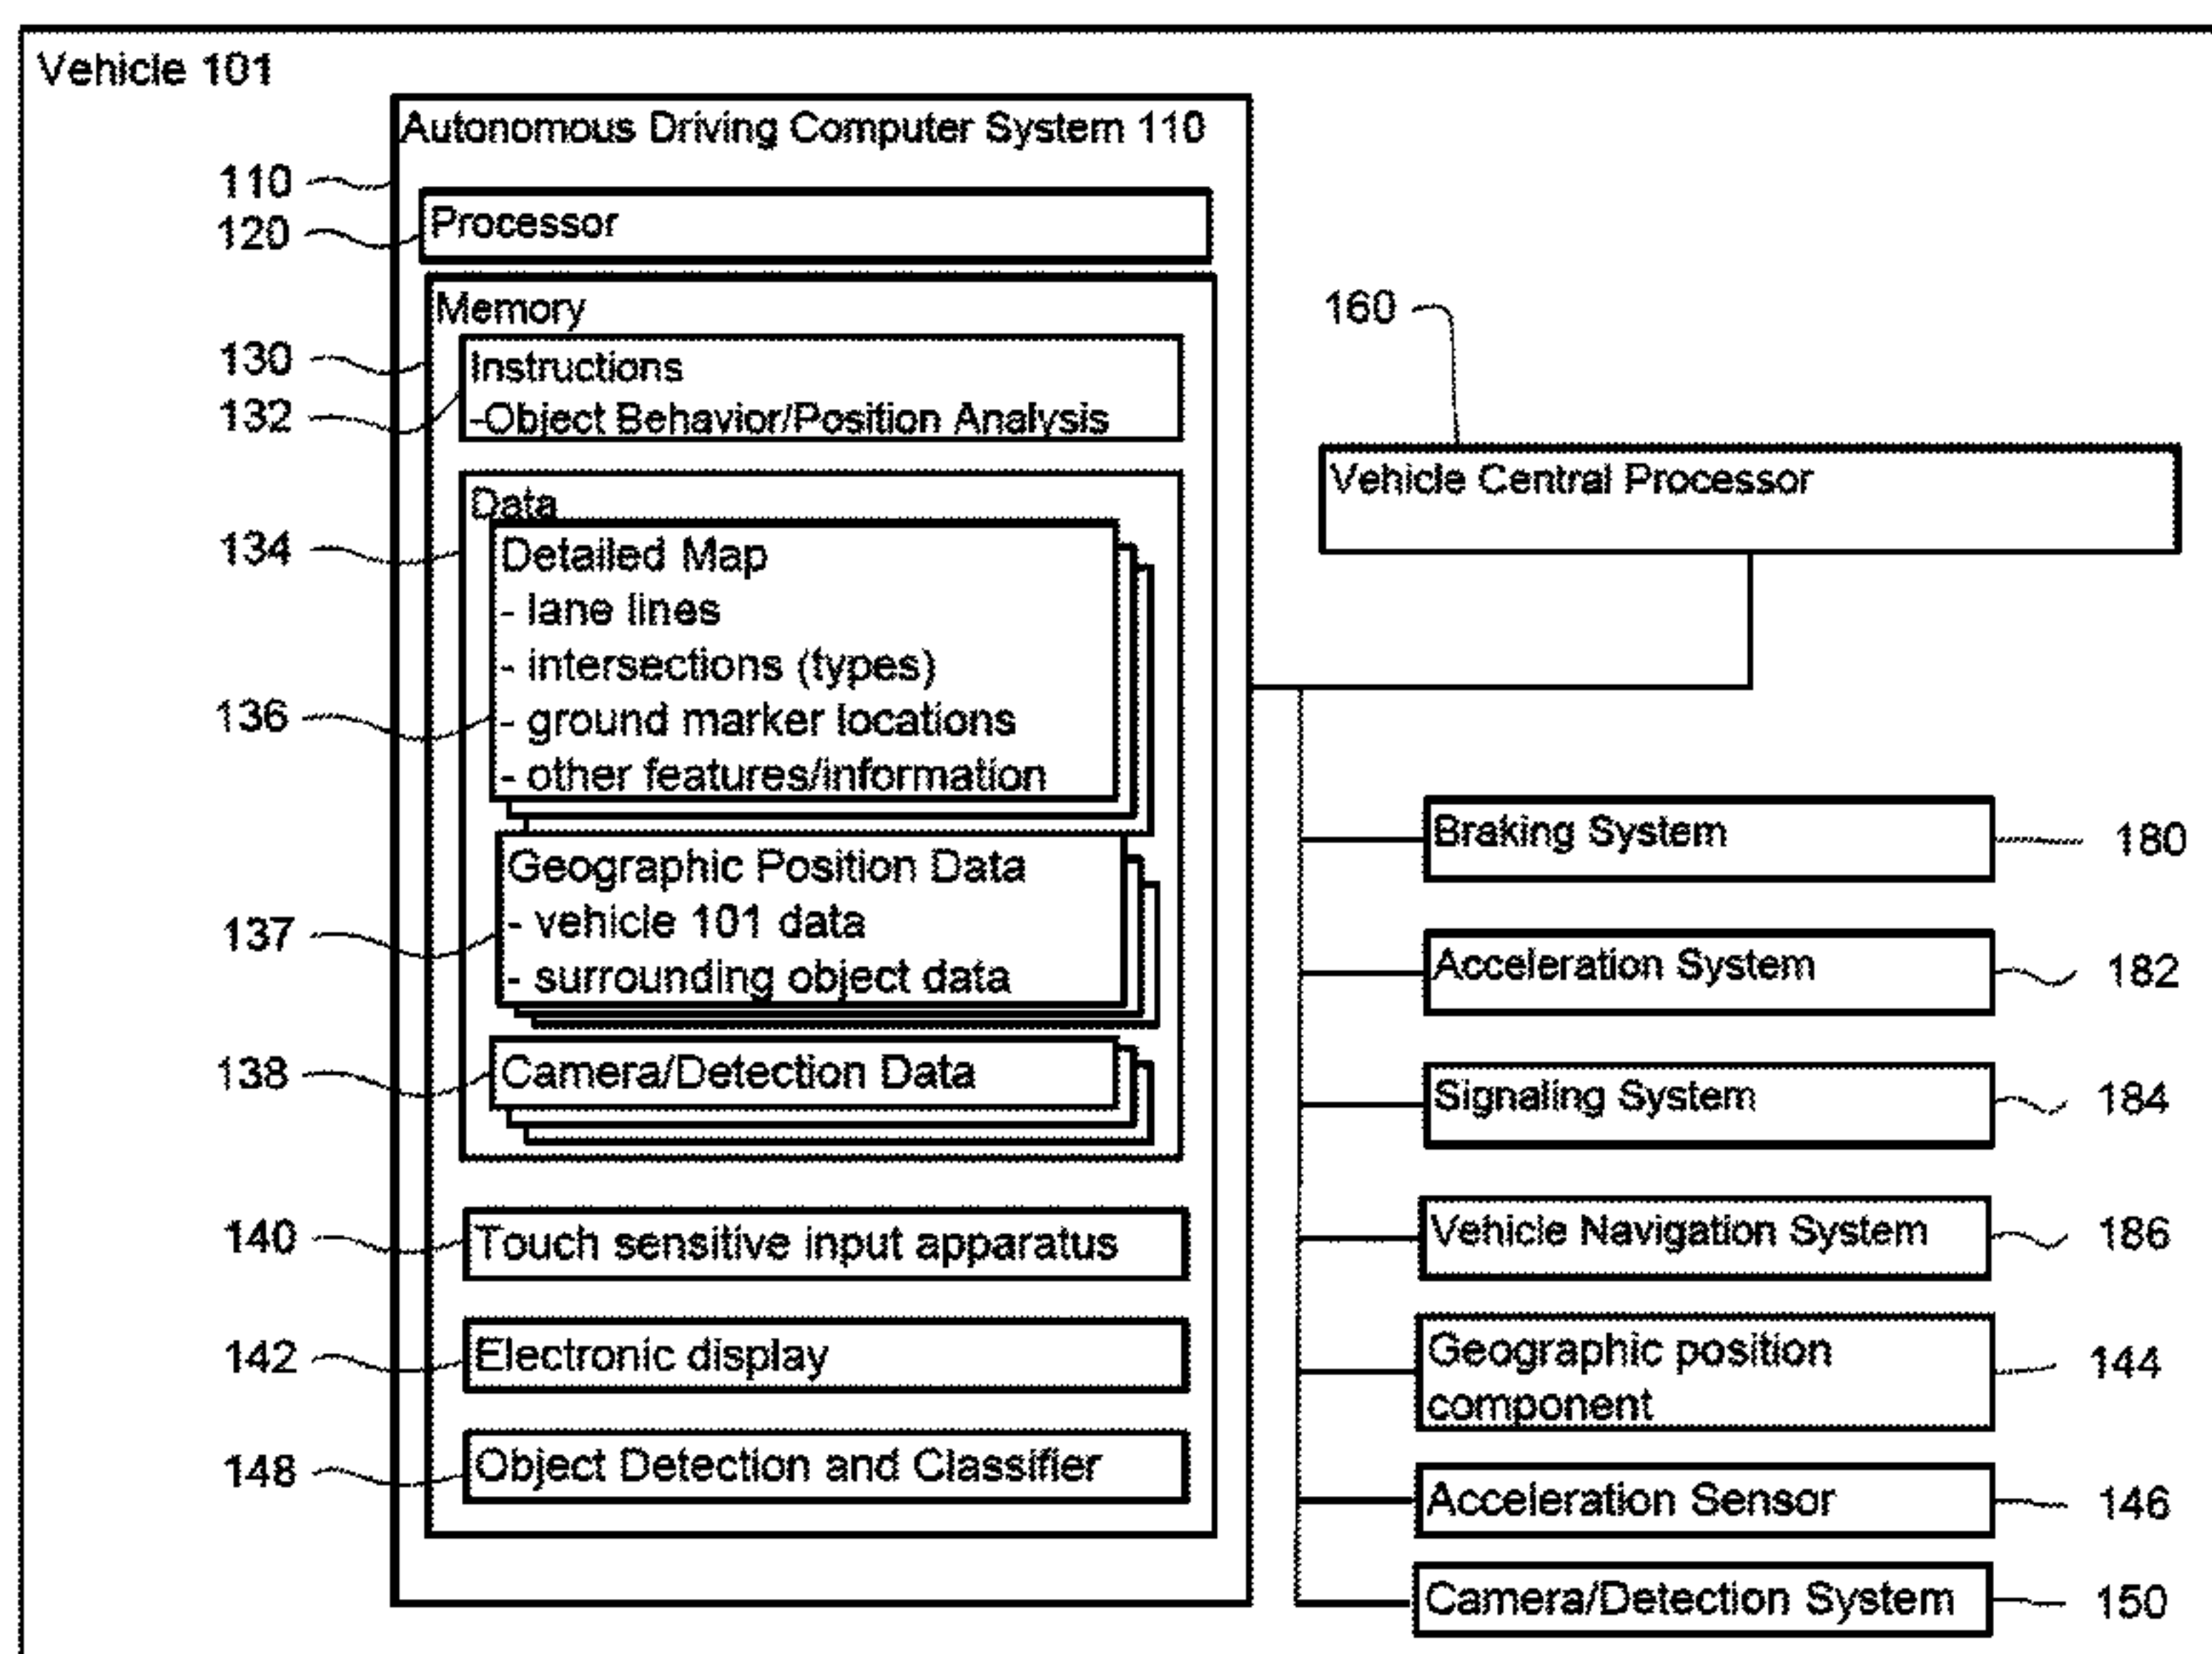 Vehicle 101
Autonomous Driving Computer System 110
110
Processor
120
Memory
130
Instructions
132
-Object Behavior/Position Analysis
Data
134
Detailed Map
- lane lines
- intersections (types)
136
- ground marker locations
- other features/information
Geographic Position Data
137
- vehicle 101 data
- surrounding object data
138
Camera/Detection Data
140
Touch sensitive input apparatus
142
Electronic display
148
Object Detection and Classifier
160
Vehicle Central Processor
Braking System
180
Acceleration System
182
Signaling System
184
Vehicle Navigation System
186
Geographic position
component
144
Acceleration Sensor
146
Camera/Detection System
150